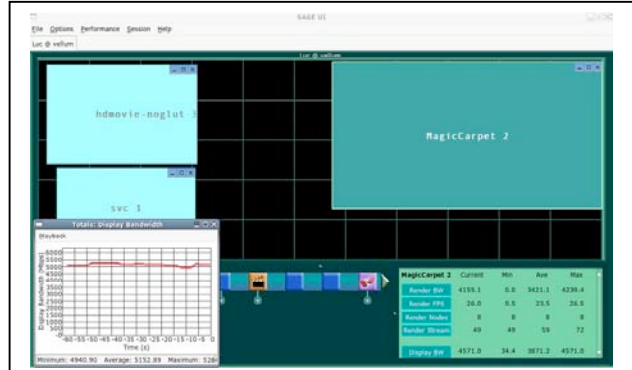 SAGE UI
File Options Performance Session Help
Luc @ vellum
Luc @ vellum
hdmovie-noglut 3
MagicCarpet 2
svc 1
Totals: Display Bandwidth
Playback
Display Bandwidth (Mbps)
6000
5500
5000
4500
4000
3500
3000
2500
2000
1500
1000
500
0
-60 -55 -50 -45 -40 -35 -30 -25 -20 -15 -10 -5 0
Time (s)
Minimum: 4940.90 Average: 5152.89 Maximum: 528
MagicCarpet 2 Current Min Ave Max
Render BW 4159.1 0.0 3421.1 4239.4
Render FPS 26.0 0.5 23.5 26.5
Render Nodes 8 8 8 8
Render Stream 49 49 59 72
Display BW 4571.0 34.4 3871.2 4571.0